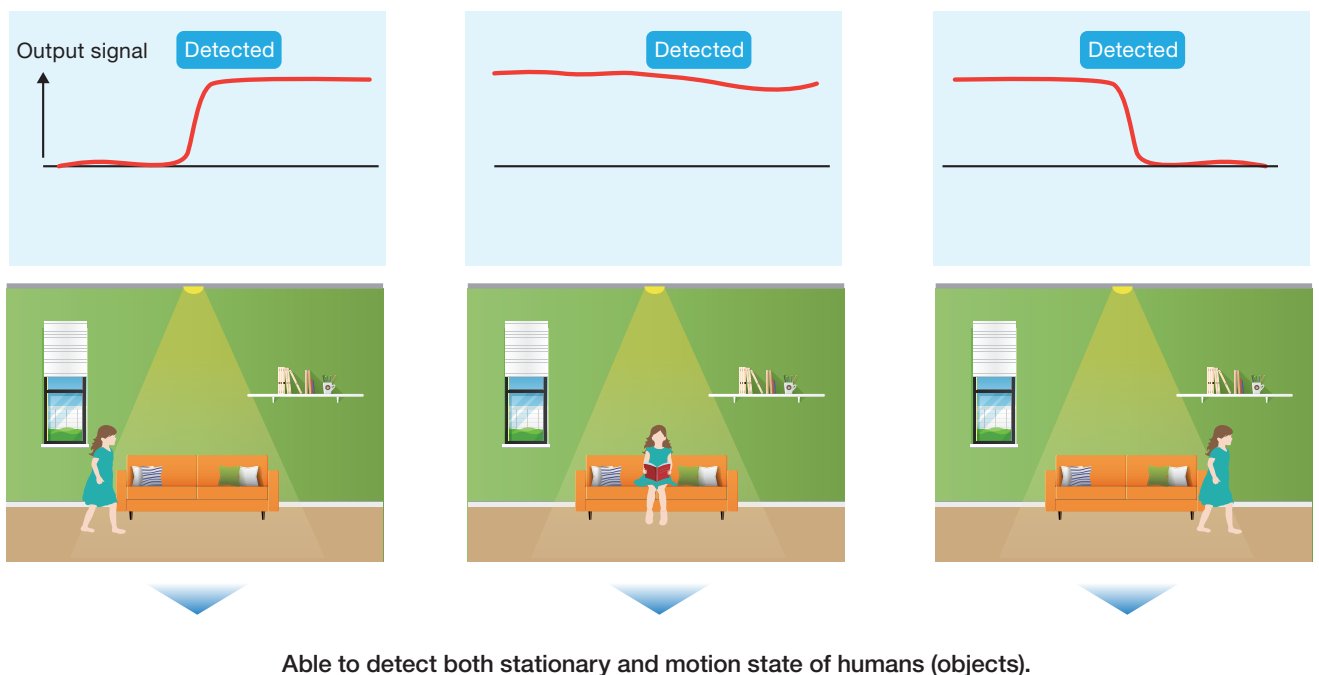 Output signal
Detected
Detected
Detected
Able to detect both stationary and motion state of humans (objects).